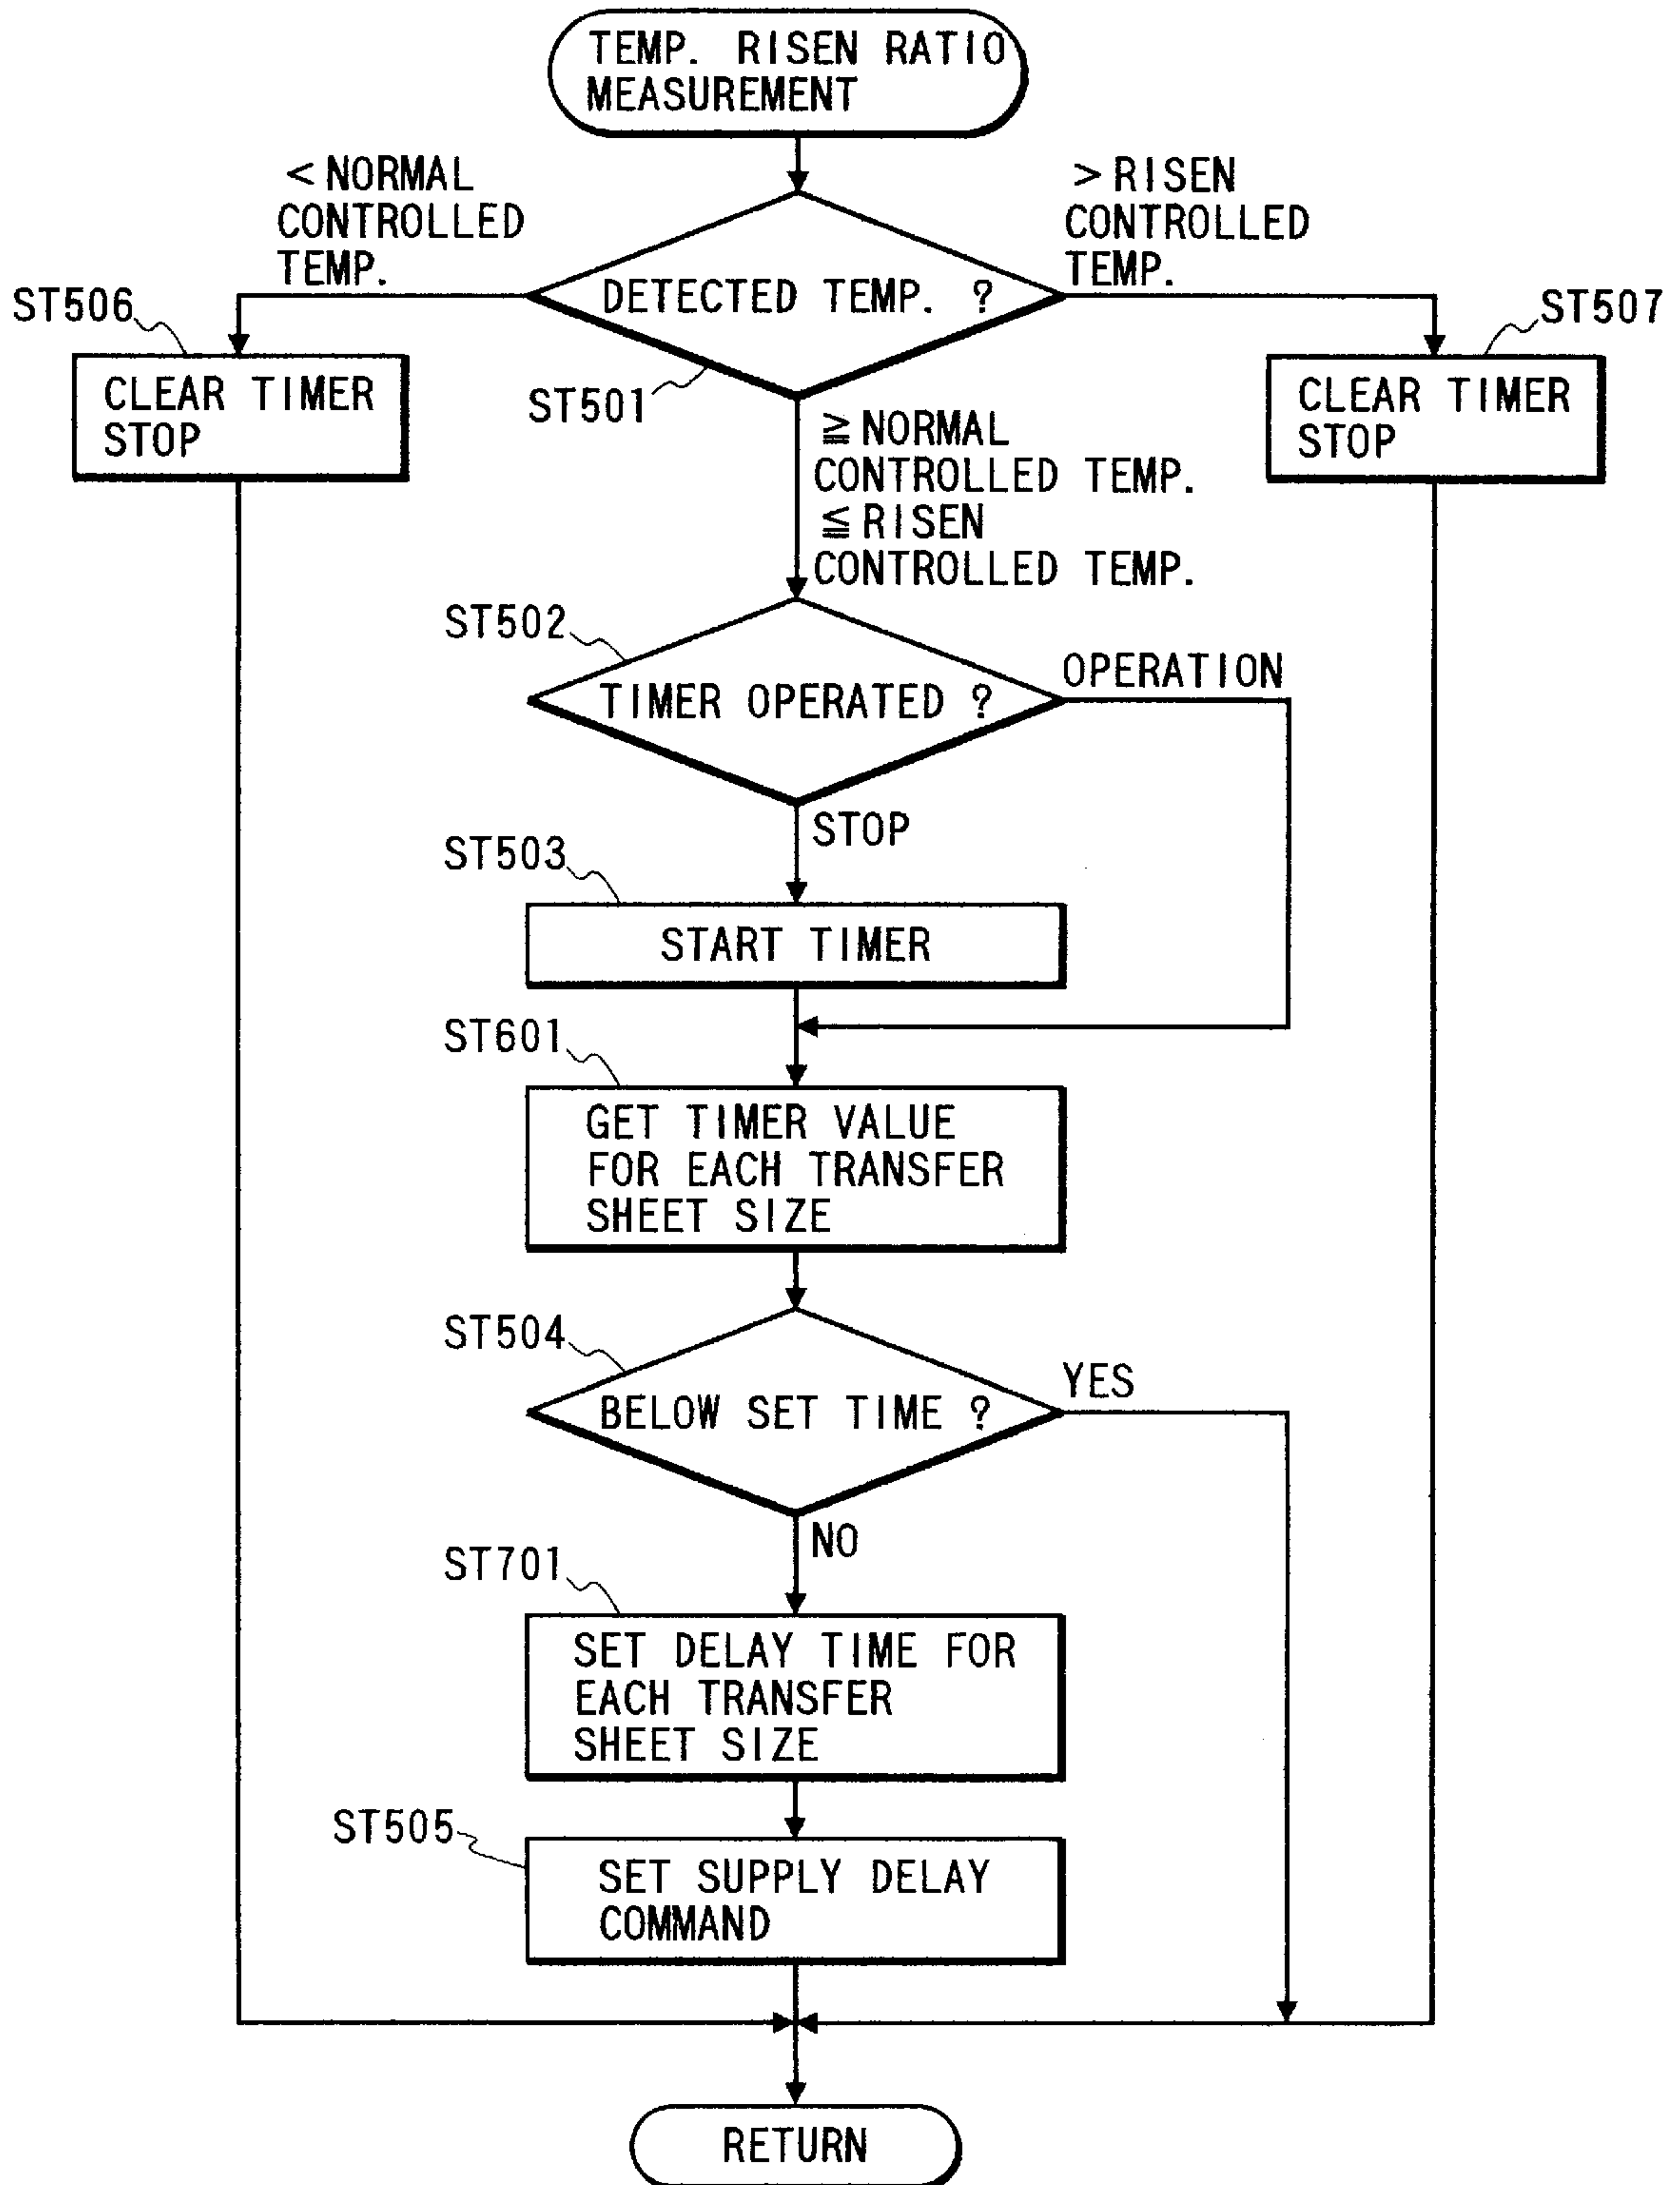 TEMP. RISEN RATIO
MEASUREMENT
< NORMAL
CONTROLLED
TEMP.
> RISEN
CONTROLLED
TEMP.
DETECTED TEMP. ?
ST506
ST507
CLEAR TIMER
STOP
ST501
CLEAR TIMER
STOP
≧ NORMAL
CONTROLLED TEMP.
≦ RISEN
CONTROLLED TEMP.
ST502
OPERATION
TIMER OPERATED ?
STOP
ST503
START TIMER
ST601
GET TIMER VALUE
FOR EACH TRANSFER
SHEET SIZE
ST504
YES
BELOW SET TIME ?
NO
ST701
SET DELAY TIME FOR
EACH TRANSFER
SHEET SIZE
ST505
SET SUPPLY DELAY
COMMAND
RETURN